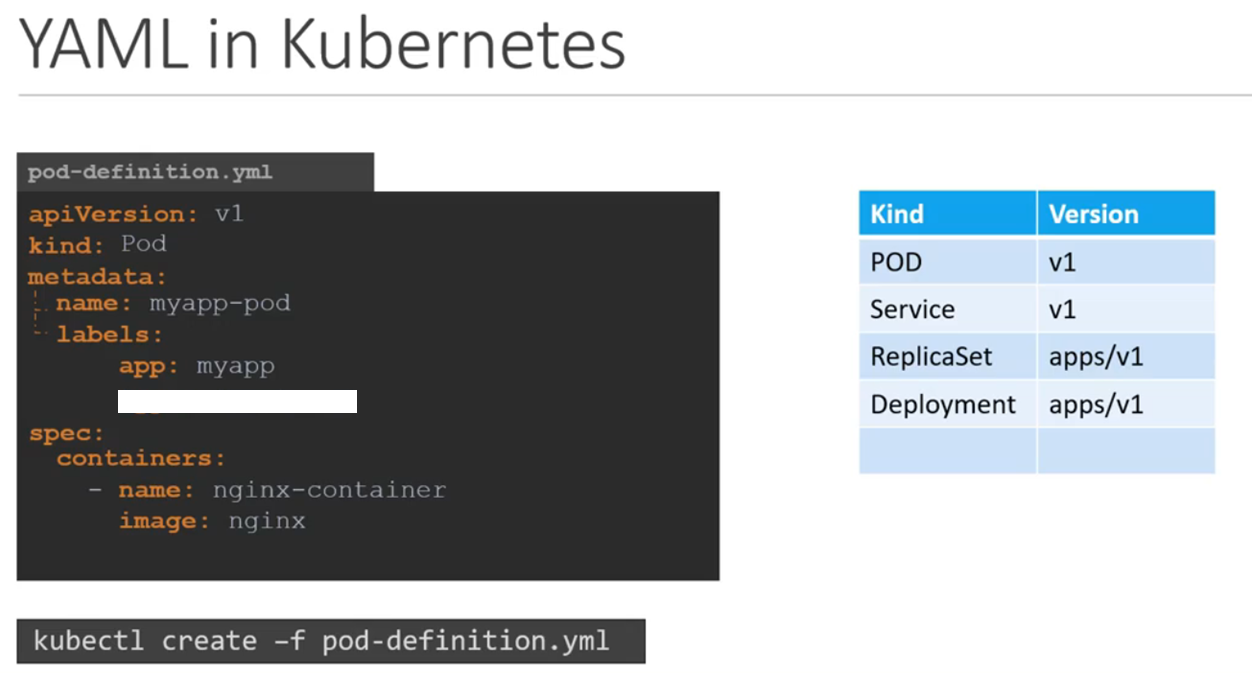 YAML in Kubernetes
pod-definition.yml
apiVersion: v1
kind: Pod
metadata:
name: myapp-pod
labels:
app: myapp
spec:
containers:
- name: nginx-container
image: nginx
kubectl create –f pod-definition.yml
Kind Version
POD v1
Service v1
ReplicaSet apps/v1
Deployment apps/v1